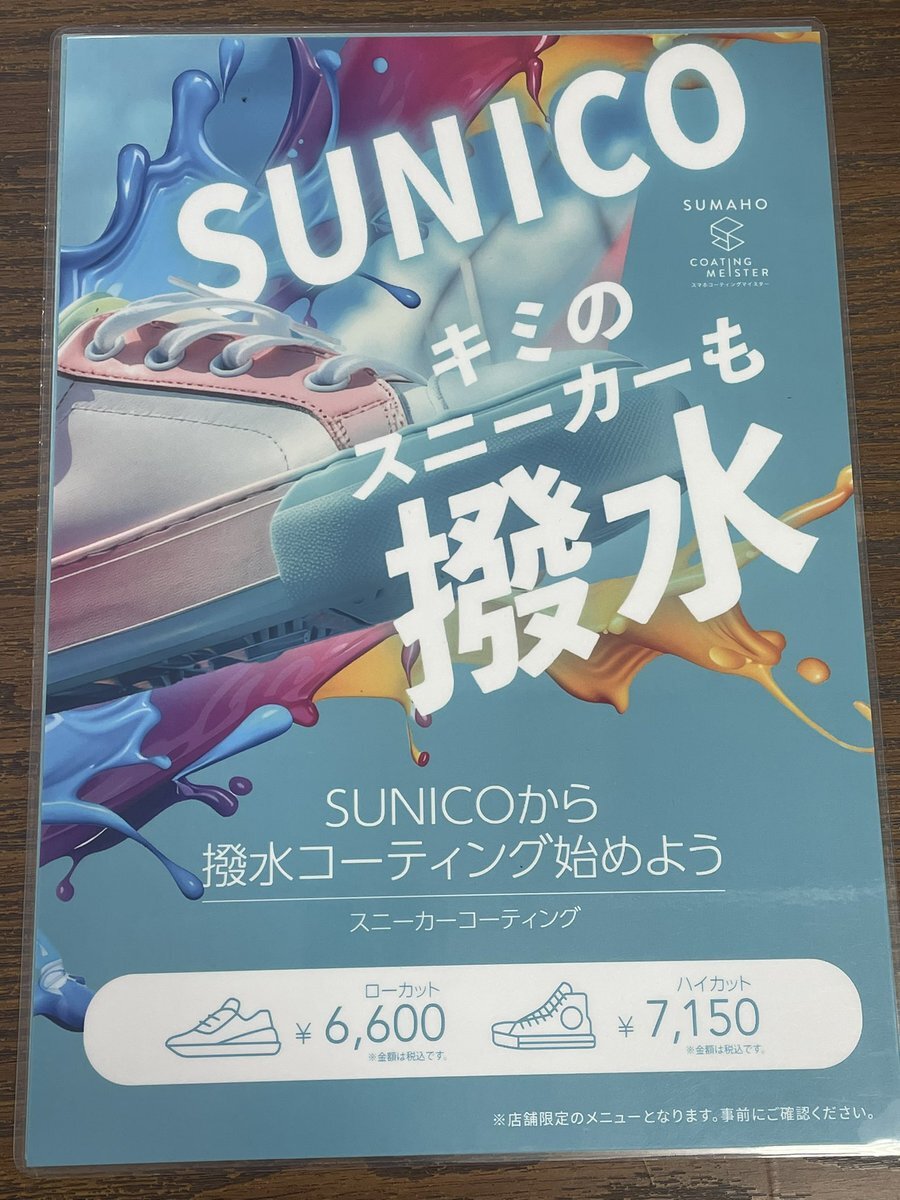 SUNICO
SUMAHO
COATING
MEISTER
スマホコーティングマイスター
キミの
スニーカーも
撥水
SUNICOから
撥水コーティング始めよう
スニーカーコーティング
ローカット
¥ 6,600
※金額は税込です。
ハイカット
¥ 7,150
※金額は税込です。
※店舗限定のメニューとなります。事前にご確認ください。